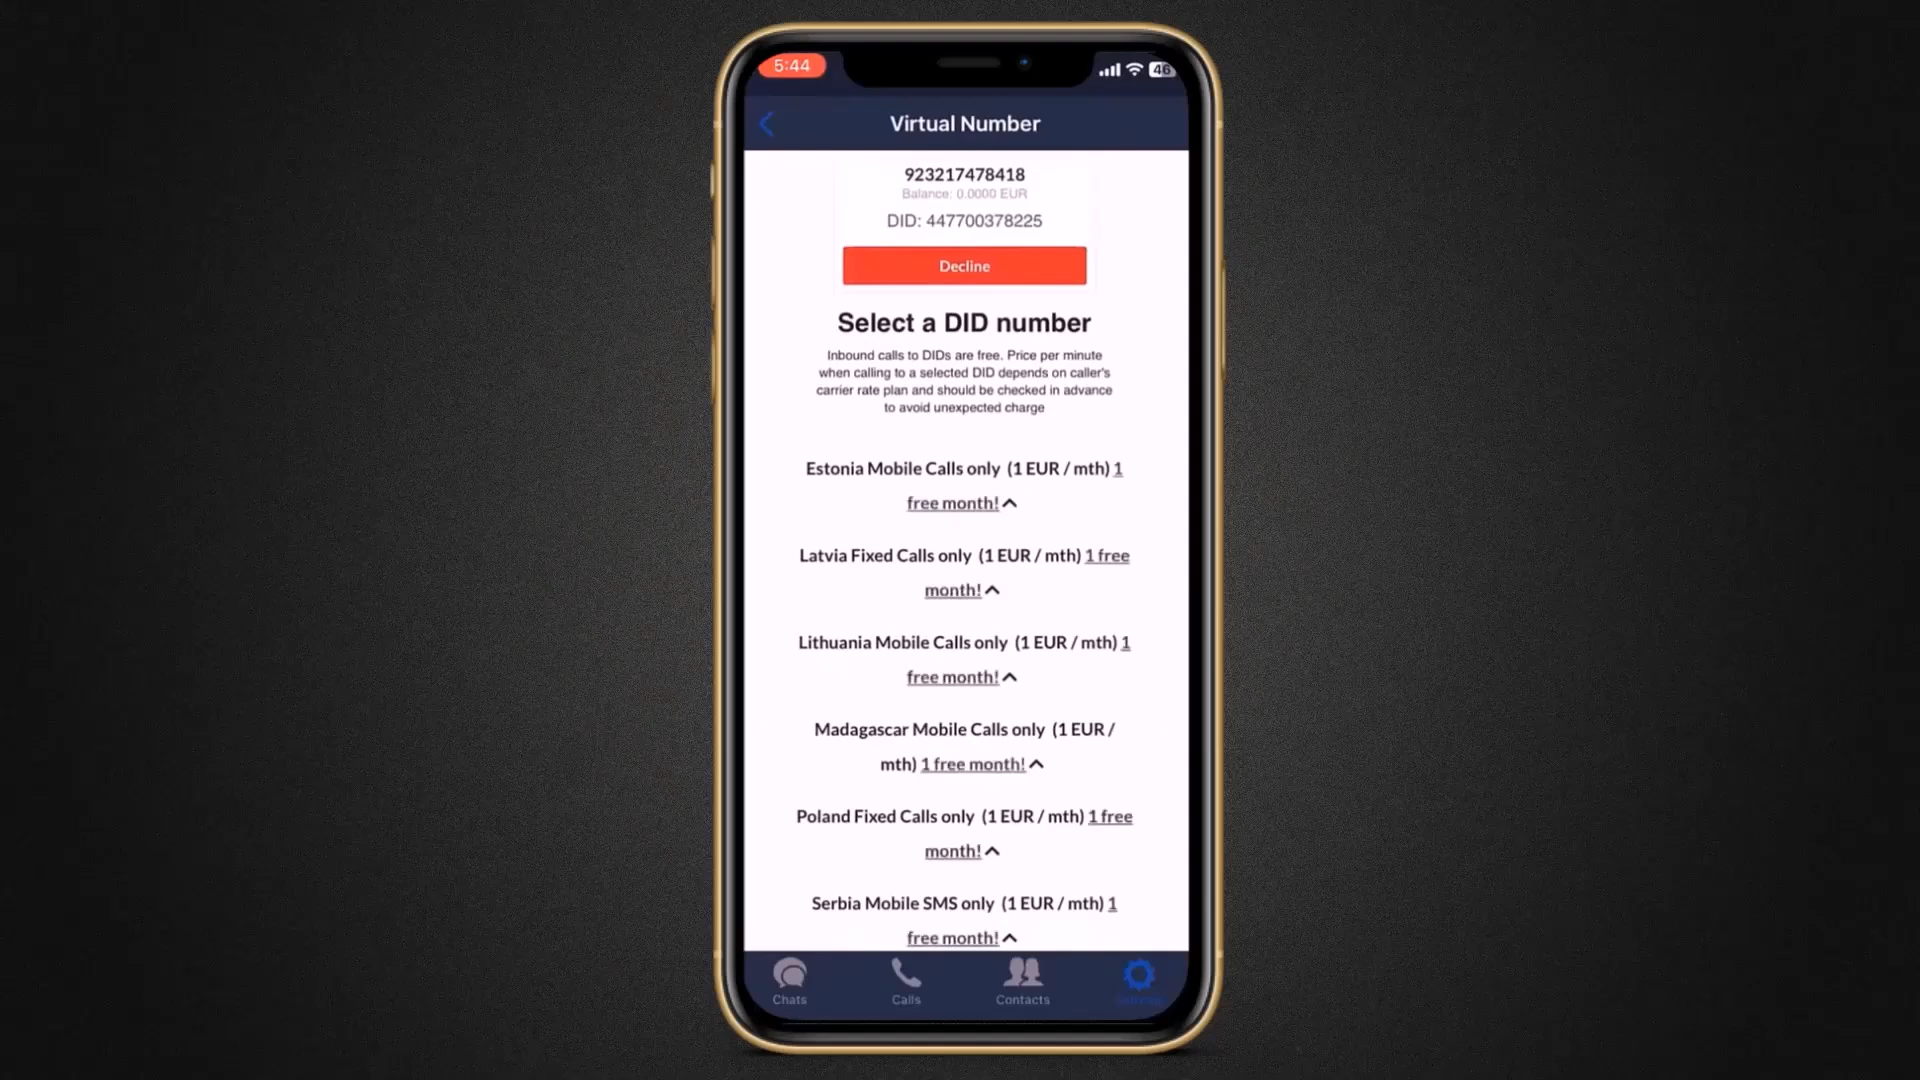 5:44
46
Virtual Number
923217478418
Balance: 0.0000 EUR
DID: 447700378225
Decline
Select a DID number
Inbound calls to DIDs are free. Price per minute
when calling to a selected DID depends on caller's
carrier rate plan and should be checked in advance
to avoid unexpected charge
Estonia Mobile Calls only (1 EUR / mth) 1
free month!
Latvia Fixed Calls only (1 EUR / mth) 1 free
month!
Lithuania Mobile Calls only (1 EUR / mth) 1
free month!
Madagascar Mobile Calls only (1 EUR /
mth) 1 free month!
Poland Fixed Calls only (1 EUR / mth) 1 free
month!
Serbia Mobile SMS only (1 EUR / mth) 1
free month!
Chats
Calls
Contacts